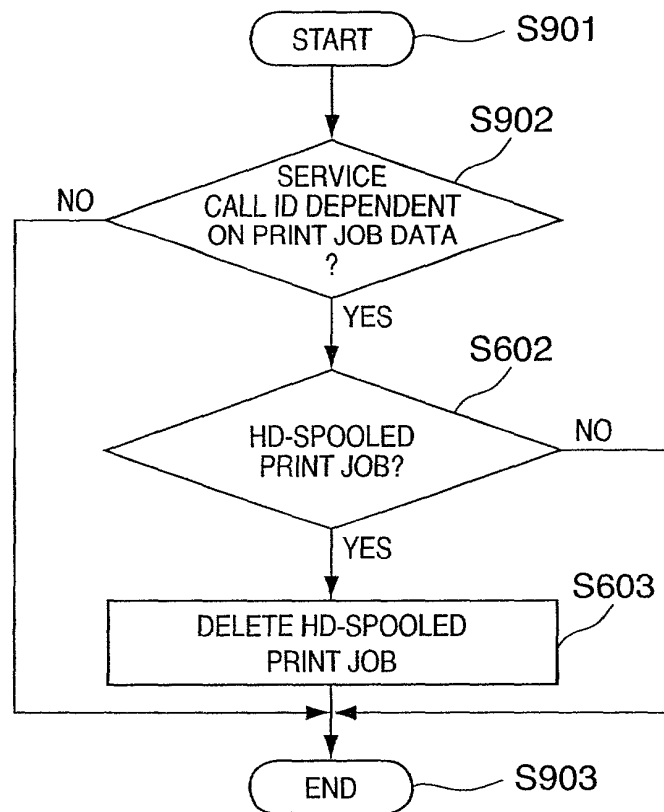 START
S901
S902
SERVICE
CALL ID DEPENDENT
ON PRINT JOB DATA
?
NO
YES
S602
HD-SPOOLED
PRINT JOB?
NO
YES
S603
DELETE HD-SPOOLED
PRINT JOB
END
S903